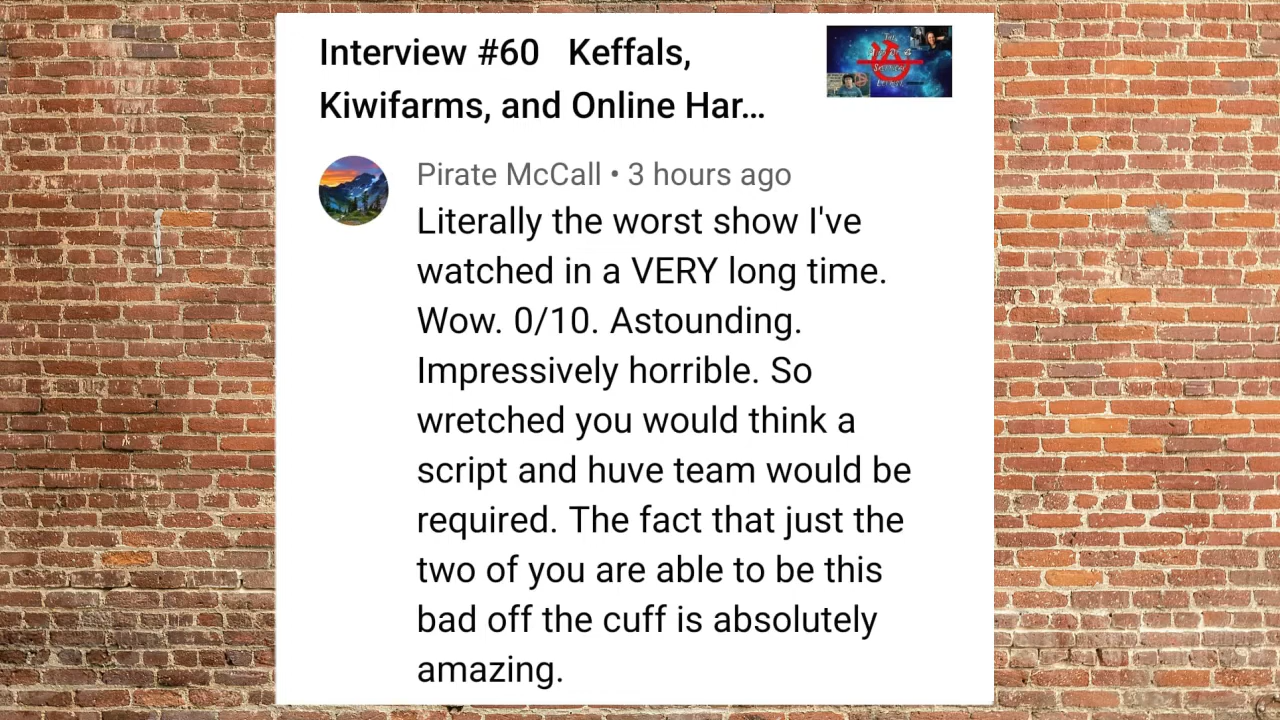 Interview #60 Keffals,
Kiwifarms, and Online Har…
Pirate McCall • 3 hours ago
Literally the worst show I've
watched in a VERY long time.
Wow. 0/10. Astounding.
Impressively horrible. So
wretched you would think a
script and huve team would be
required. The fact that just the
two of you are able to be this
bad off the cuff is absolutely
amazing.